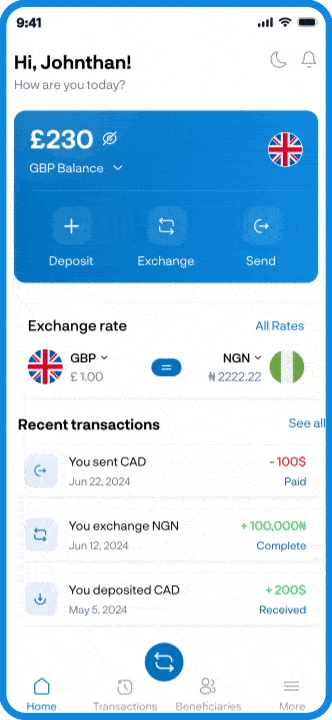 9:41
Hi, Johnthan!
How are you today?
£230
GBP Balance
Deposit Exchange Send
Exchange rate All Rates
GBP NGN
£ 1.00 ₦ 2222.22
Recent transactions See all
You sent CAD - 100$
Jun 22, 2024 Paid
You exchange NGN + 100,000₦
Jun 12, 2024 Complete
You deposited CAD + 200$
May 5, 2024 Received
Home Transactions Beneficiaries More